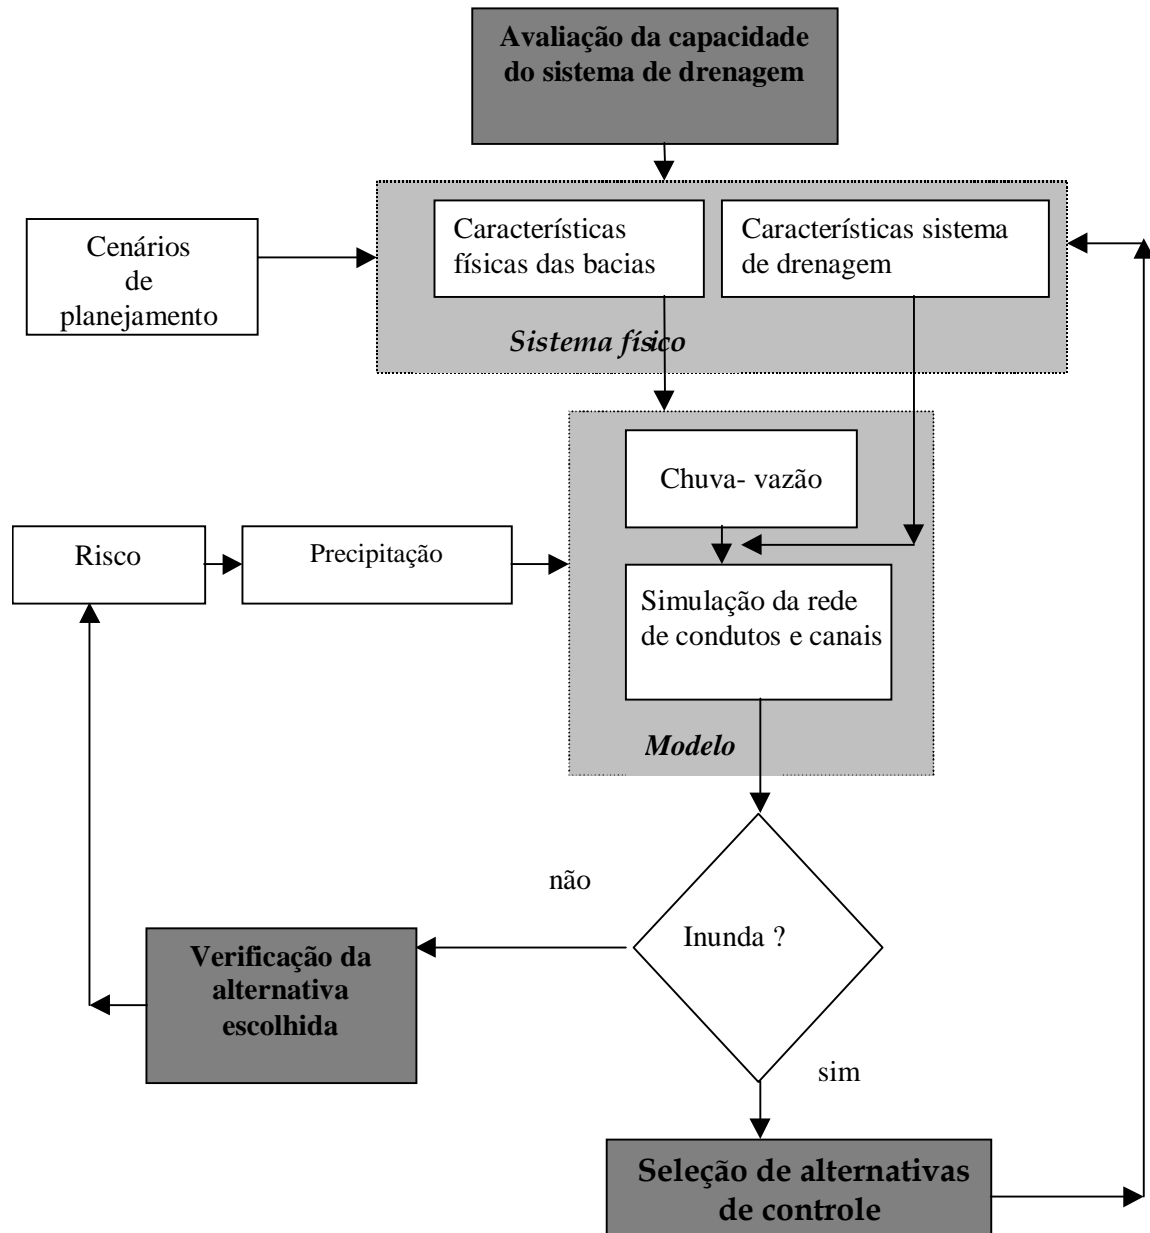 Avaliação da capacidade
do sistema de drenagem
Cenários
de
planejamento
Características
físicas das bacias
Características sistema
de drenagem
Sistema físico
Chuva- vazão
Risco
Precipitação
Simulação da rede
de condutos e canais
Modelo
não
Inunda ?
Verificação da
alternativa
escolhida
sim
Seleção de alternativas
de controle